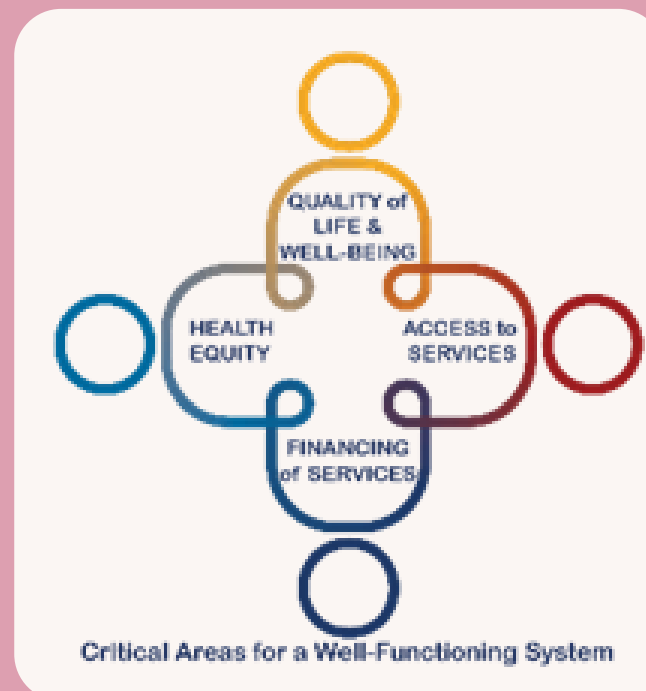 QUALITY of
LIFE &
WELL-BEING
HEALTH
EQUITY
ACCESS to
SERVICES
FINANCING
of SERVICES
Critical Areas for a Well-Functioning System